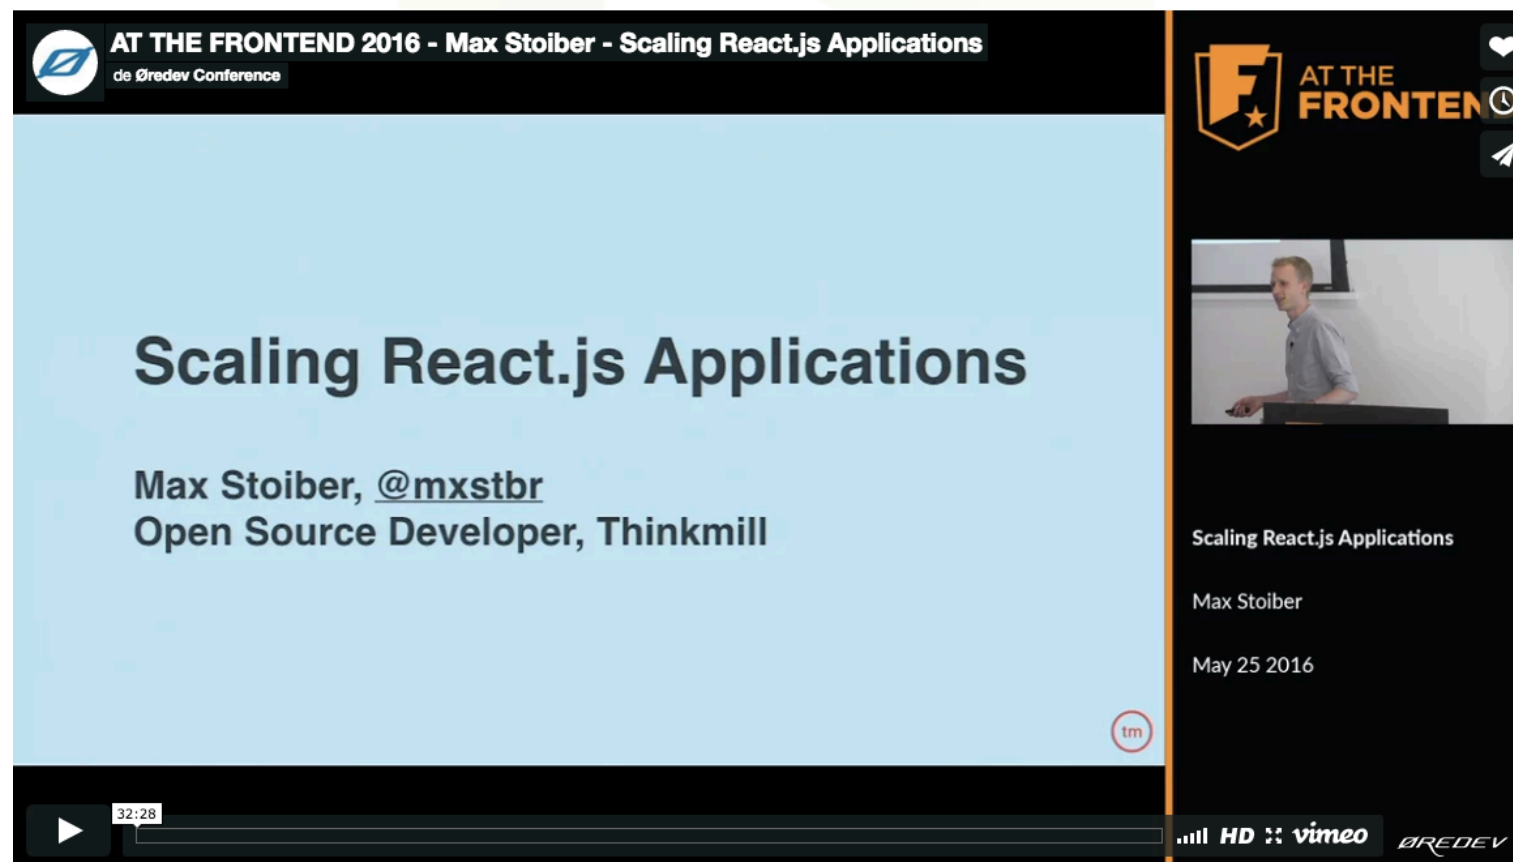 AT THE FRONTEND 2016 - Max Stoiber - Scaling React.js Applications
de Øredev Conference
AT THE
FRONTEN
Scaling React.js Applications
Max Stoiber, @mxstbr
Open Source Developer, Thinkmill
tm
Scaling React.js Applications
Max Stoiber
May 25 2016
32:28
HD vimeo
ØREDEV